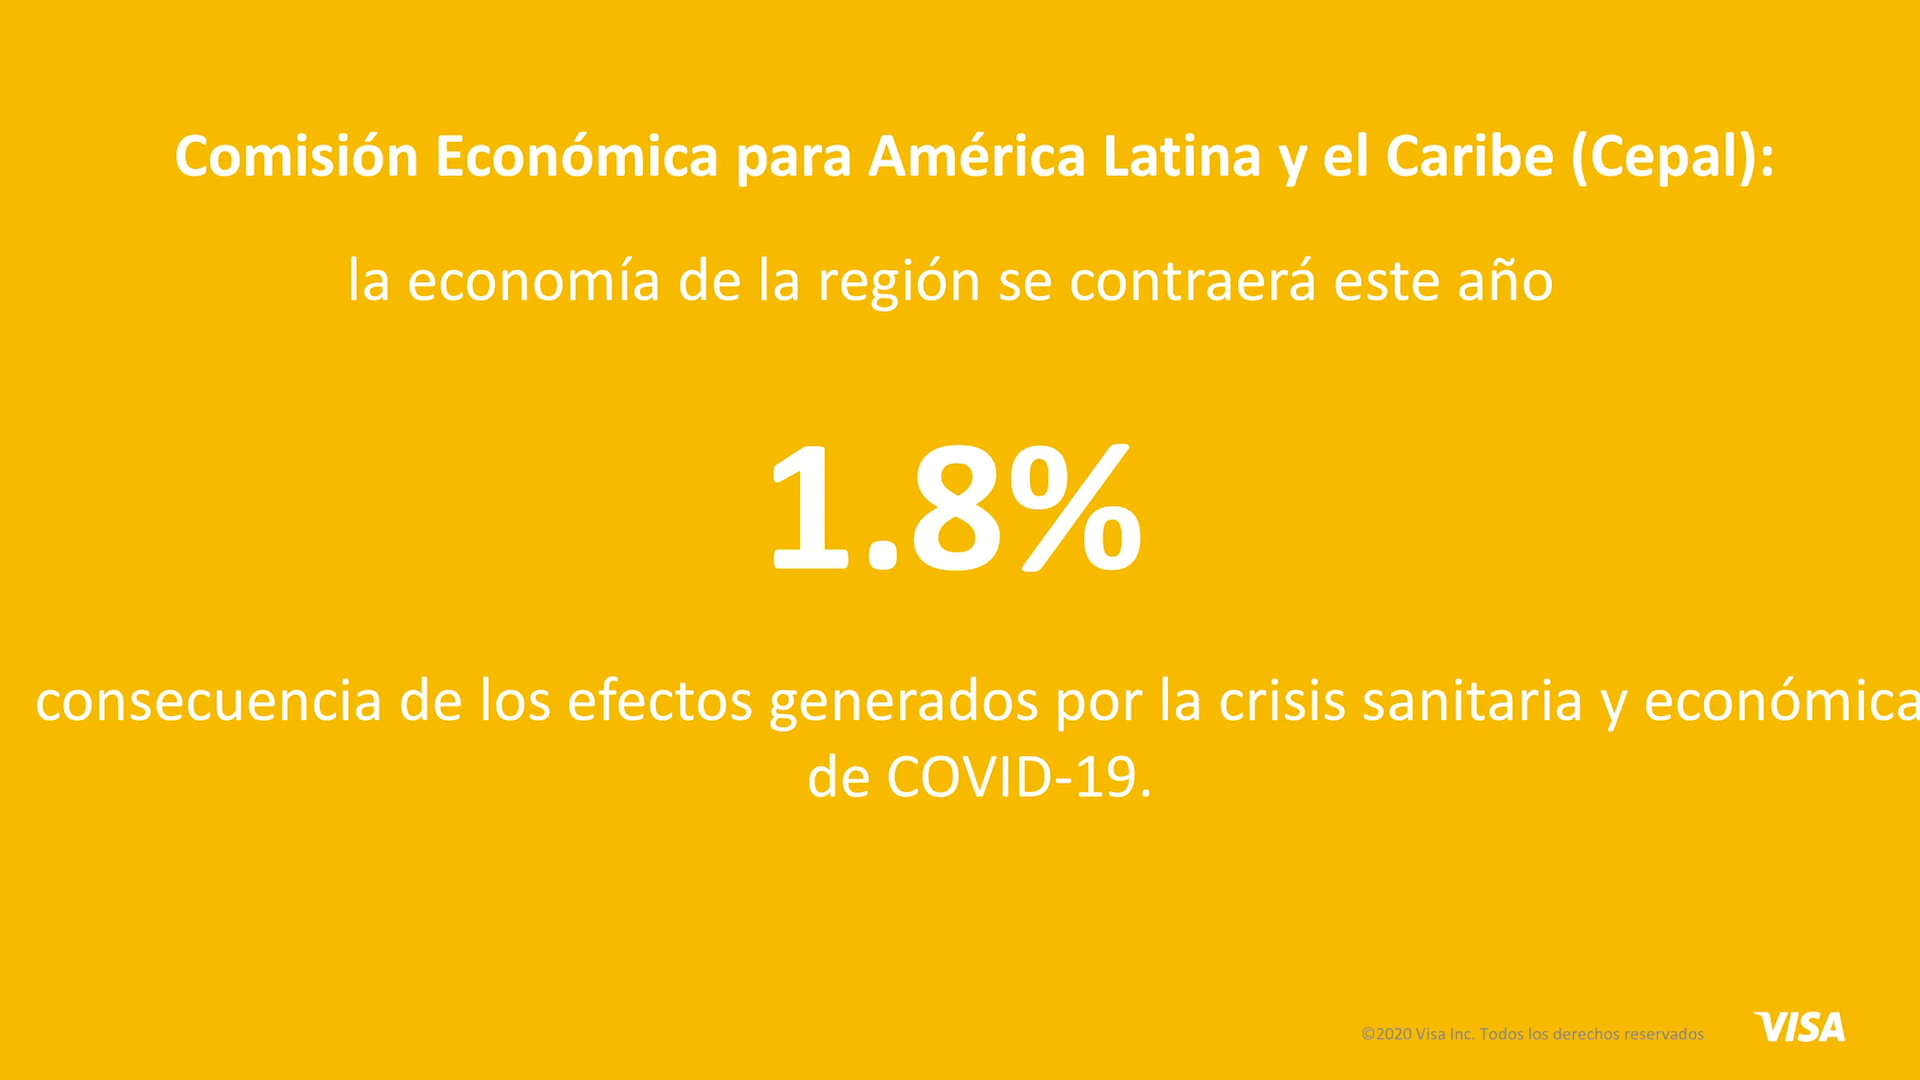 Comisión Económica para América Latina y el Caribe (Cepal):
la economía de la región se contraerá este año
1.8%
consecuencia de los efectos generados por la crisis sanitaria y económica
de COVID-19.
©2020 Visa Inc. Todos los derechos reservados
VISA